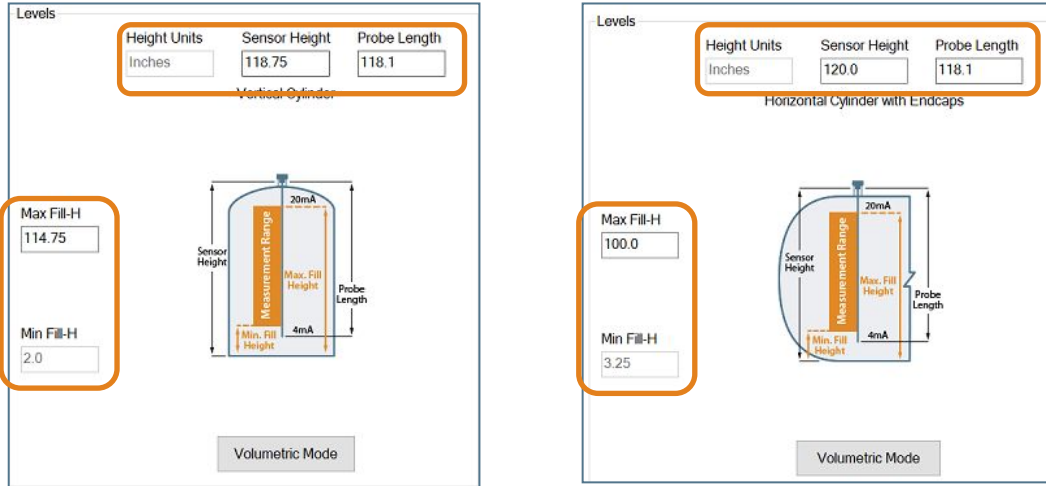 Levels
Height Units Sensor Height Probe Length
Inches 118.75 118.1
Vertical Cylinder
20mA
Max Fill-H
114.75
Sensor
Height
Measurement Range
Max. Fill
Height
Probe
Length
Min Fill-H
2.0
4mA
Min. Fill
Height
Volumetric Mode
Levels
Height Units Sensor Height Probe Length
Inches 120.0 118.1
Horizontal Cylinder with Endcaps
20mA
Max Fill-H
100.0
Sensor
Height
Measurement Range
Max. Fill
Height
Probe
Length
Min Fill-H
3.25
4mA
Min. Fill
Height
Volumetric Mode